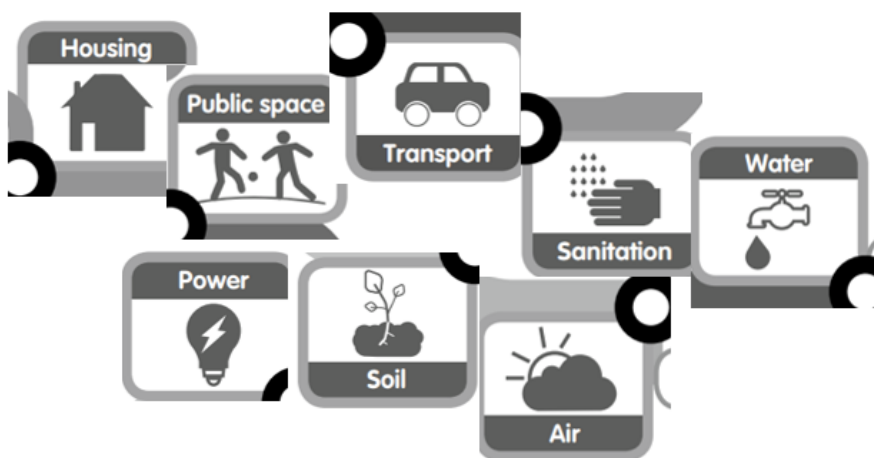 Housing
Public space
Transport
Sanitation
Water
Power
Soil
Air